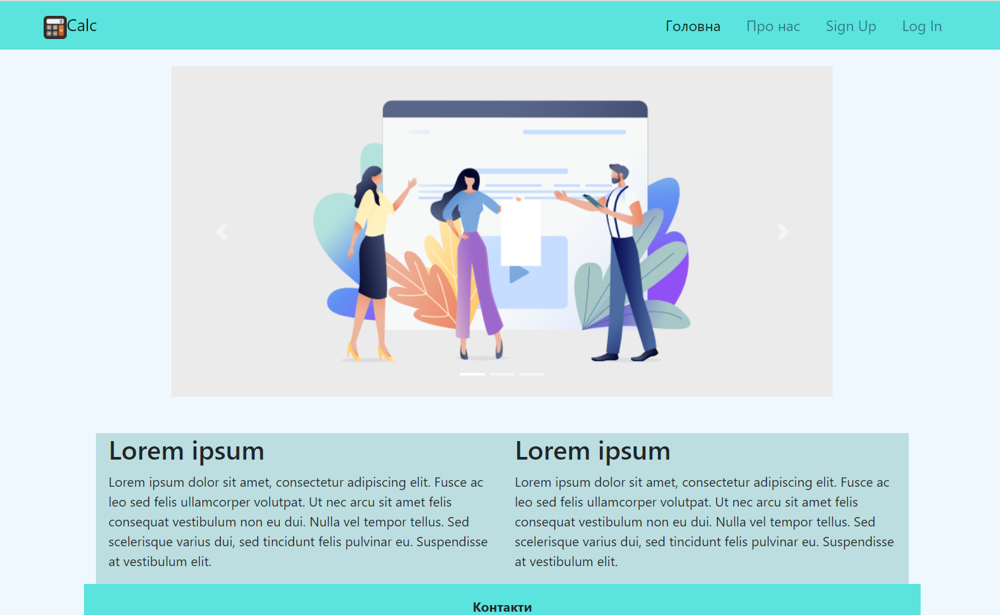 Calc
Головна Про нас Sign Up Log In
Lorem ipsum
Lorem ipsum dolor sit amet, consectetur adipiscing elit. Fusce ac
leo sed felis ullamcorper volutpat. Ut nec arcu sit amet felis
consequat vestibulum non eu dui. Nulla vel tempor tellus. Sed
scelerisque varius dui, sed tincidunt felis pulvinar eu. Suspendisse
at vestibulum elit.
Lorem ipsum
Lorem ipsum dolor sit amet, consectetur adipiscing elit. Fusce ac
leo sed felis ullamcorper volutpat. Ut nec arcu sit amet felis
consequat vestibulum non eu dui. Nulla vel tempor tellus. Sed
scelerisque varius dui, sed tincidunt felis pulvinar eu. Suspendisse
at vestibulum elit.
Контакти